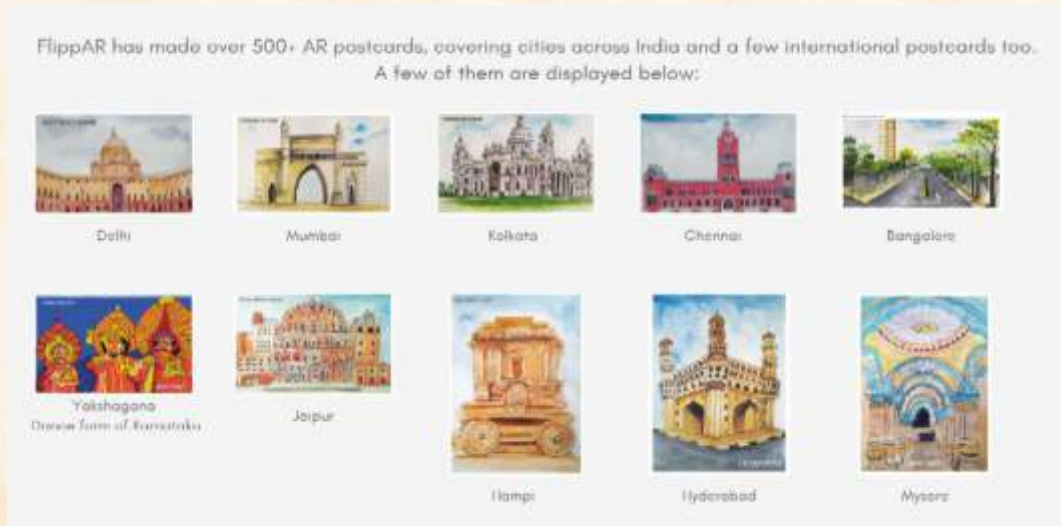 FlippAR has made over 500+ AR postcards, covering cities across India and a few international postcards too.
A few of them are displayed below:
Delhi
Mumbai
Kolkata
Chennai
Bangalore
Yakshagana
Dance form of Karnataka
Jaipur
Hampi
Hyderabad
Mysore